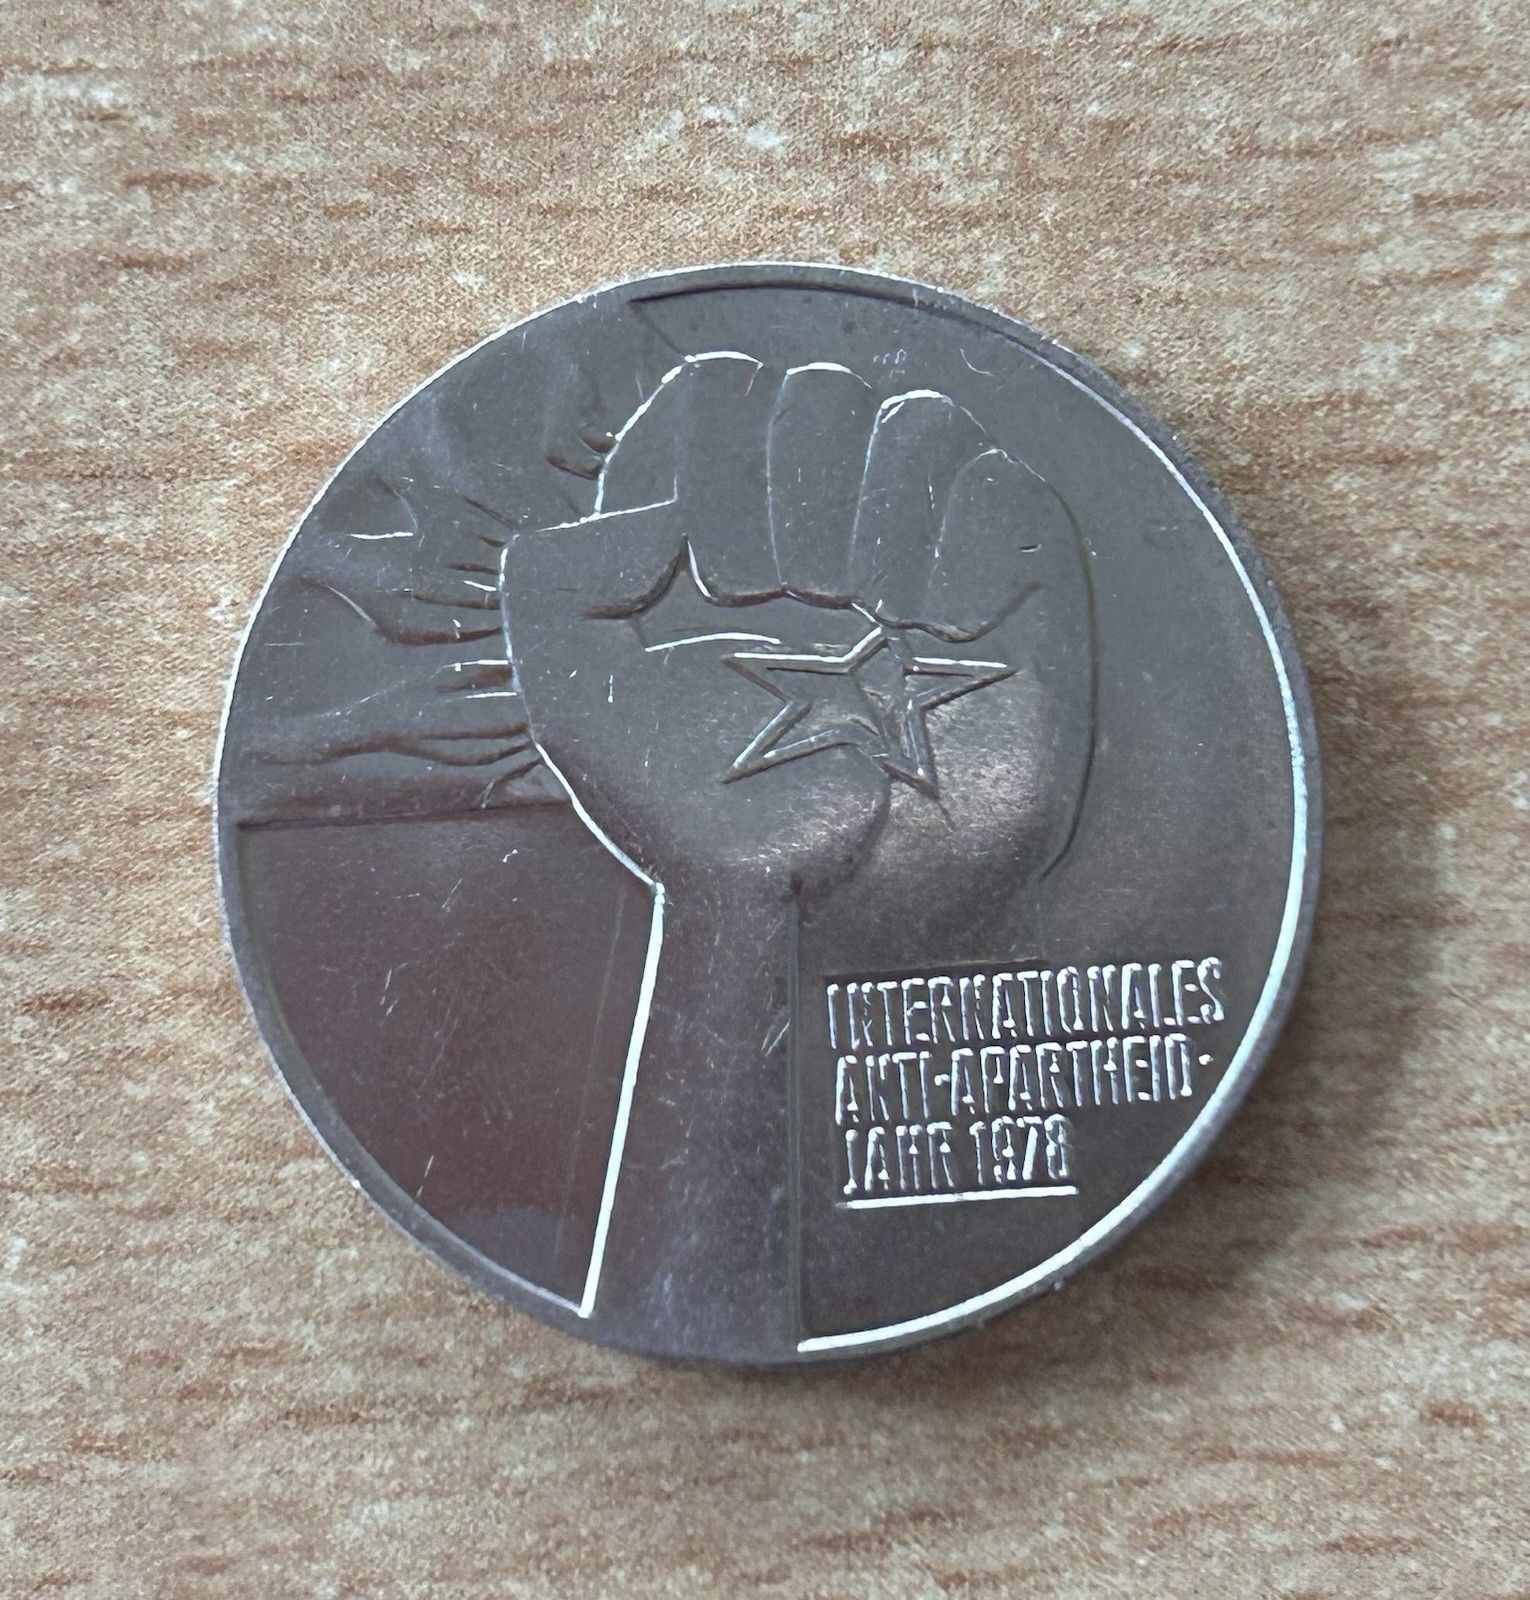 INTERNATIONALES
ANTI-APARTHEID-
JAHR 1978